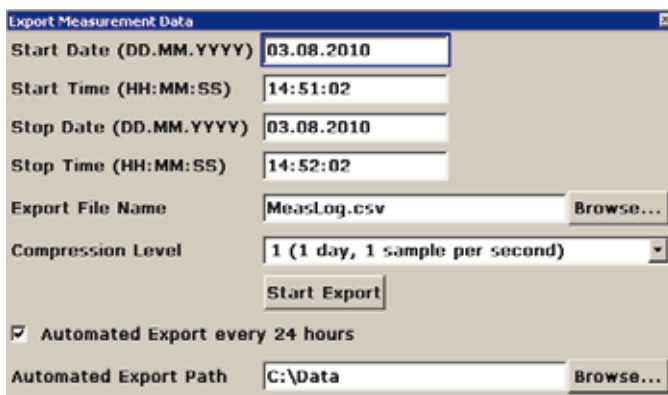 Export Measurement Data
Start Date (DD.MM.YYYY) 03.08.2010
Start Time (HH:MM:SS) 14:51:02
Stop Date (DD.MM.YYYY) 03.08.2010
Stop Time (HH:MM:SS) 14:52:02
Export File Name MeasLog.csv Browse...
Compression Level 1 (1 day, 1 sample per second)
Start Export
Automated Export every 24 hours
Automated Export Path C:\Data Browse...